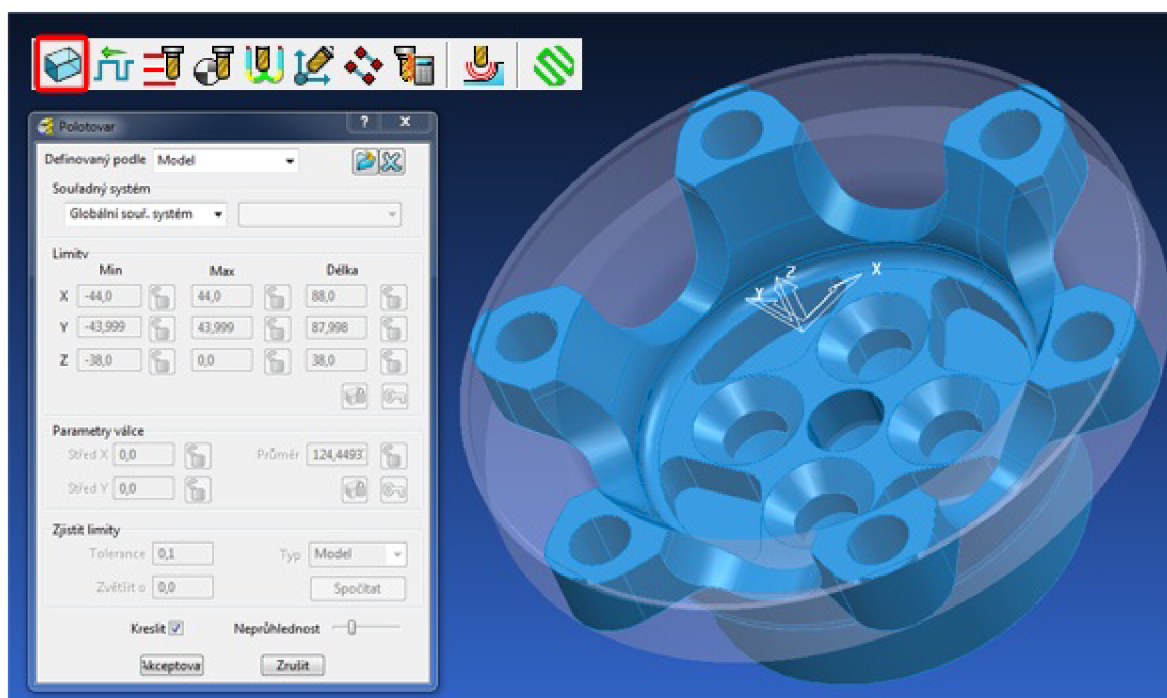 Polotovar ? X
Definovaný podle Model
Souřadný systém
Globální souř. systém
Limity
Min Max Délka
X -44,0 44,0 88,0
Y -43,999 43,999 87,998
Z -38,0 0,0 38,0
Parametry válce
Střed X 0,0 Průměr 124,4493
Střed Y 0,0
Zjistit limity
Tolerance 0,1 Typ Model
Zvětšit o 0,0 Spočítat
Kreslit Neprůhlednost
Akceptova Zrušit
Z X
Y